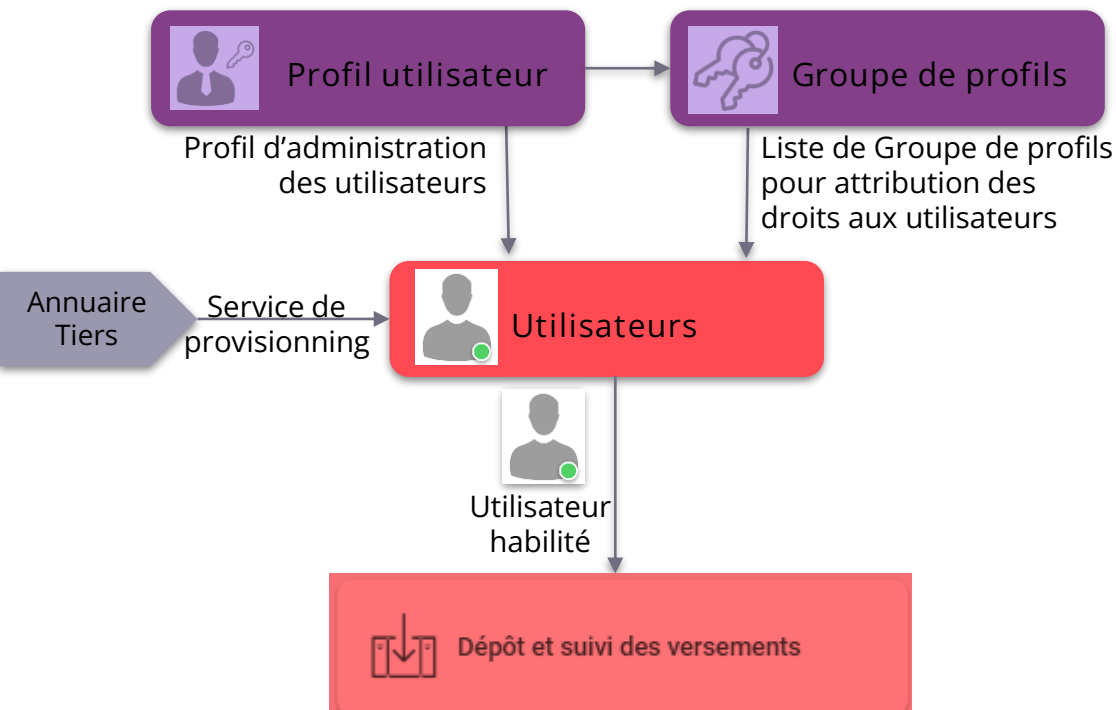 Profil utilisateur
Groupe de profils
Profil d’administration
des utilisateurs
Liste de Groupe de profils
pour attribution des
droits aux utilisateurs
Annuaire
Tiers
Service de
provisionning
Utilisateurs
Utilisateur
habilité
Dépôt et suivi des versements